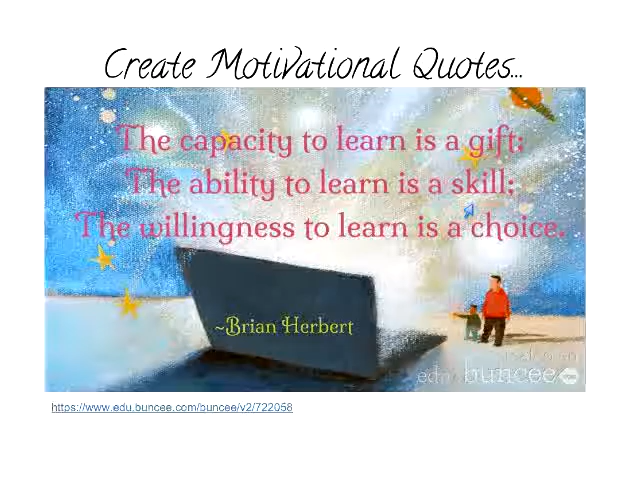 Create Motivational Quotes...
The capacity to learn is a gift;
The ability to learn is a skill;
The willingness to learn is a choice.
~Brian Herbert
edu buncee
https://www.edu.buncee.com/buncee/v2/722058